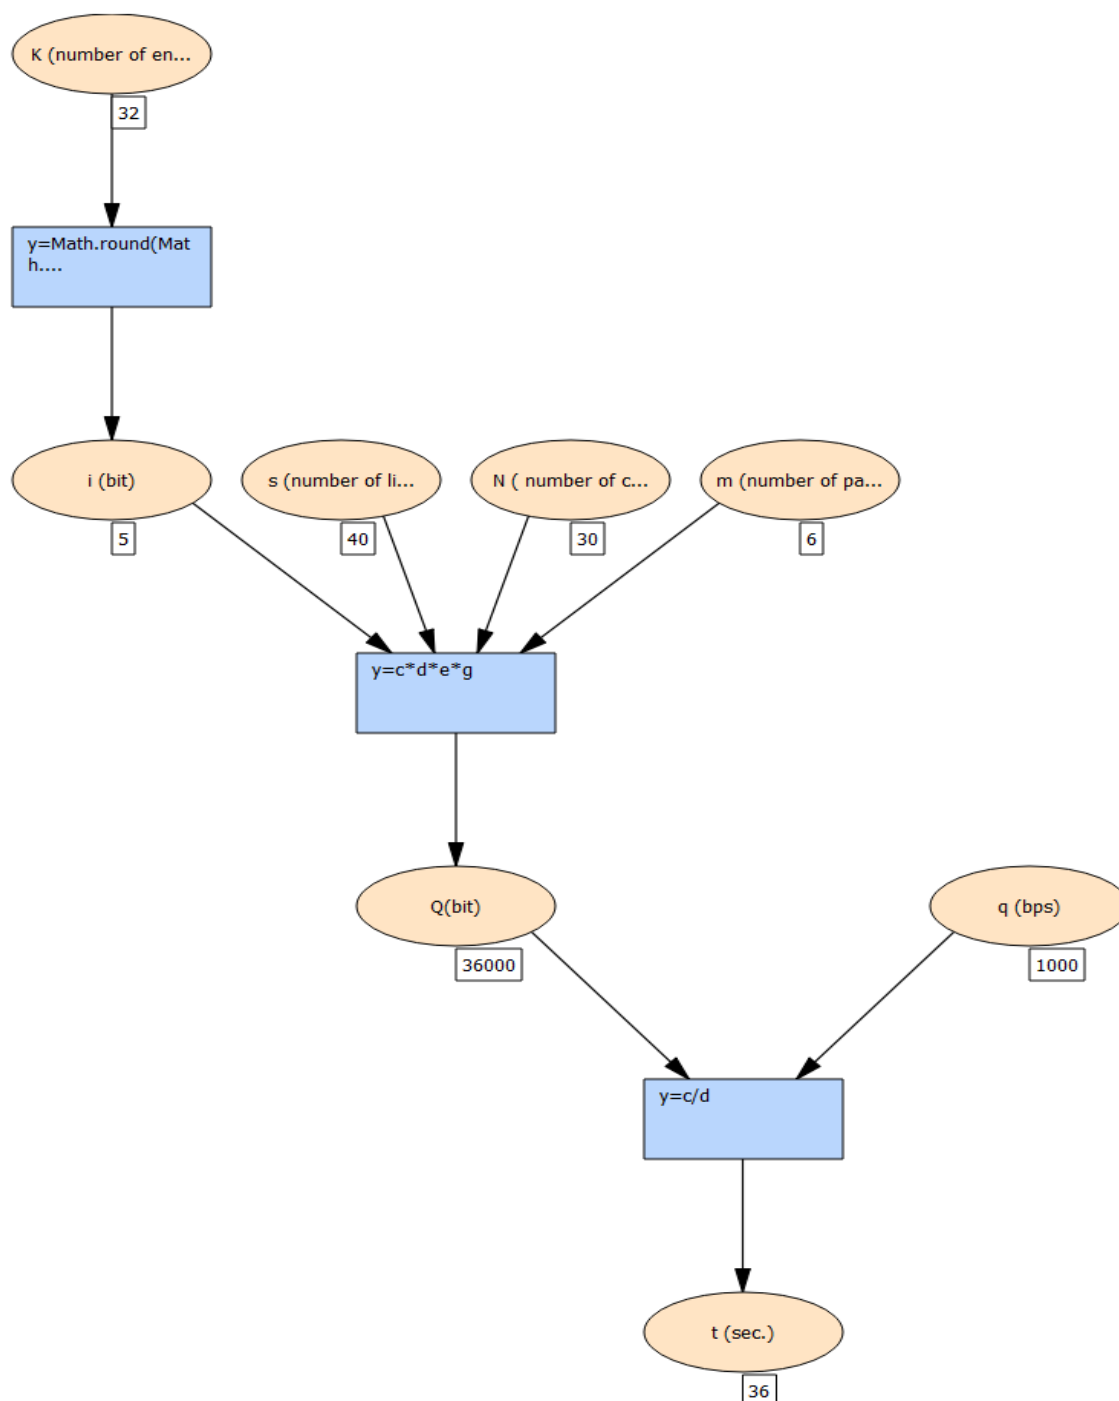 K (number of en...
32
y=Math.round(Mat
h....
i (bit)
s (number of li...
N ( number of c...
m (number of pa...
5
40
30
6
y=c*d*e*g
Q(bit)
q (bps)
36000
1000
y=c/d
t (sec.)
36